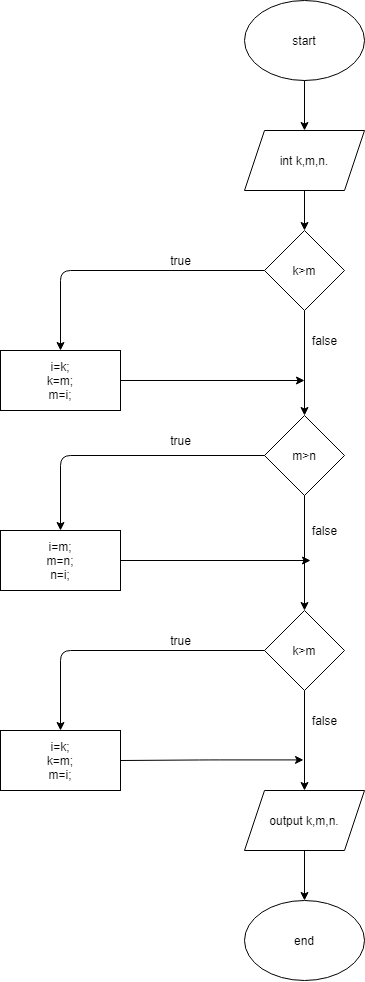 start
int k,m,n.
k>m
true
false
i=k;
k=m;
m=i;
m>n
true
false
i=m;
m=n;
n=i;
k>m
true
false
i=k;
k=m;
m=i;
output k,m,n.
end